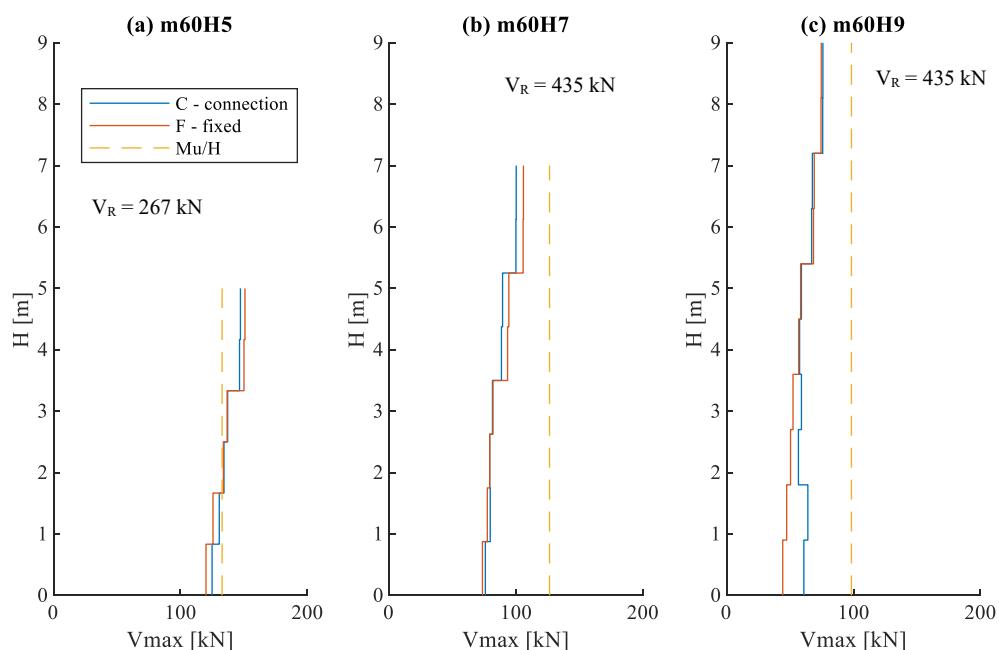 (a) m60H5
9
8
7
6
5
4
3
2
1
0
H [m]
C - connection
F - fixed
Mu/H
V_R = 267 kN
0 100 200
Vmax [kN]
(b) m60H7
9
8
7
6
5
4
3
2
1
0
H [m]
V_R = 435 kN
0 100 200
Vmax [kN]
(c) m60H9
9
8
7
6
5
4
3
2
1
0
H [m]
V_R = 435 kN
0 100 200
Vmax [kN]